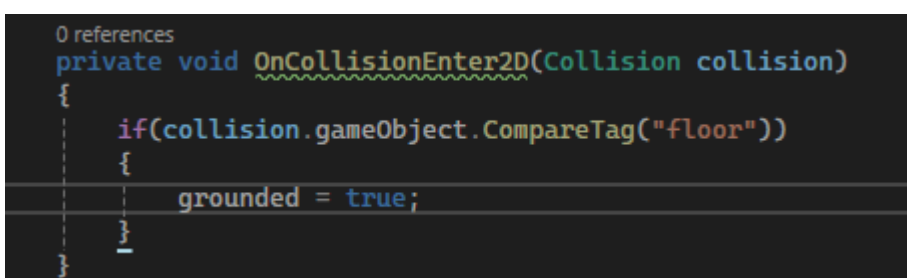 0 references
private void OnCollisionEnter2D(Collision collision)
{
if(collision.gameObject.CompareTag("floor"))
{
grounded = true;
}
}